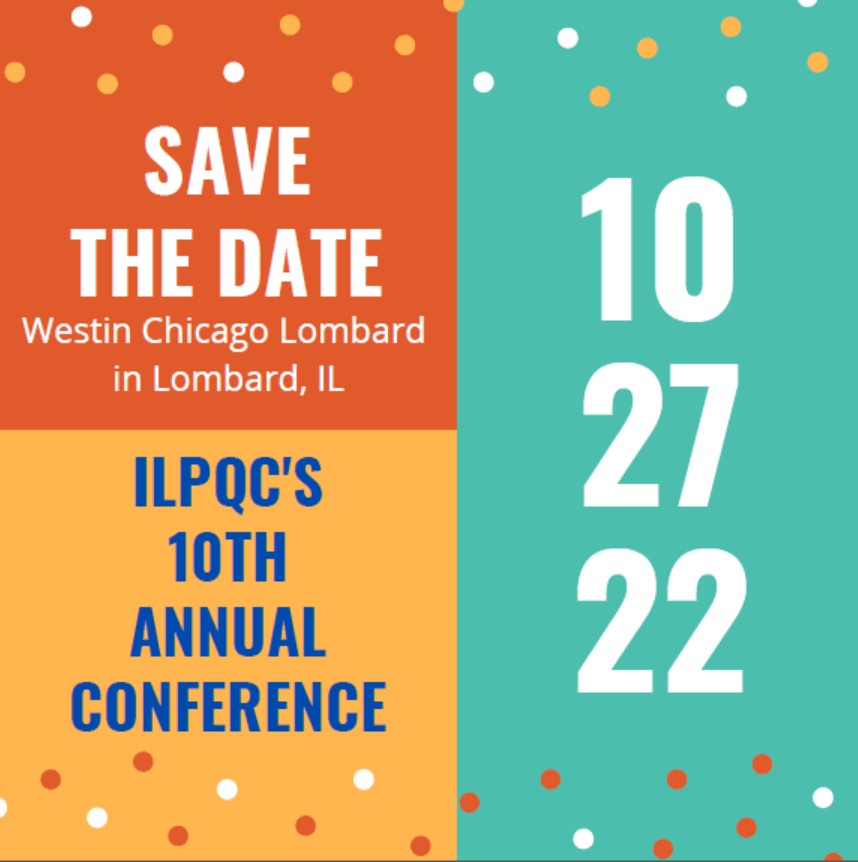 SAVE
THE DATE
Westin Chicago Lombard
in Lombard, IL
ILPQC'S
10TH
ANNUAL
CONFERENCE
10
27
22